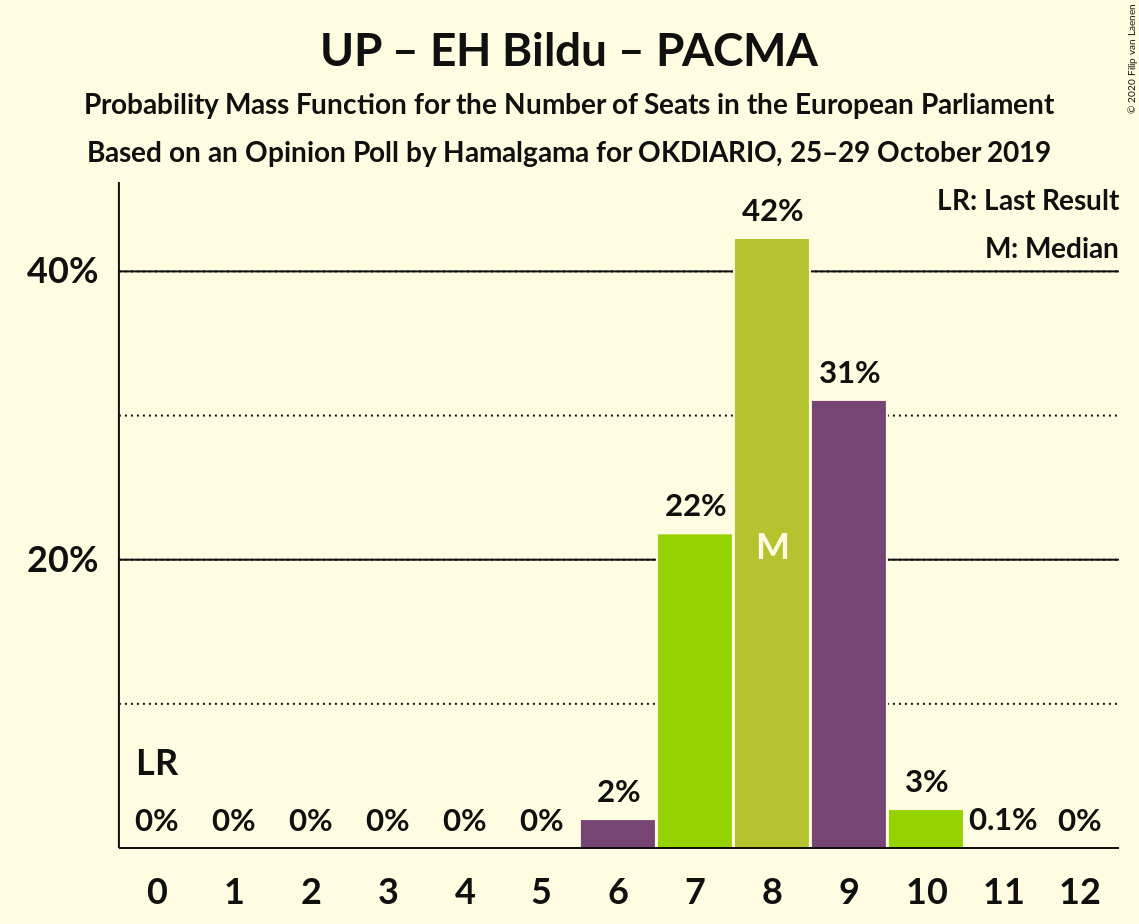 UP – EH Bildu – PACMA
Probability Mass Function for the Number of Seats in the European Parliament
Based on an Opinion Poll by Hamalgama for OKDIARIO, 25–29 October 2019
© 2020 Filip van Laenen
LR: Last Result
M: Median
42%
40%
31%
22%
M
20%
LR
0% 0% 0% 0% 0% 0% 2% 3% 0.1% 0%
0 1 2 3 4 5 6 7 8 9 10 11 12